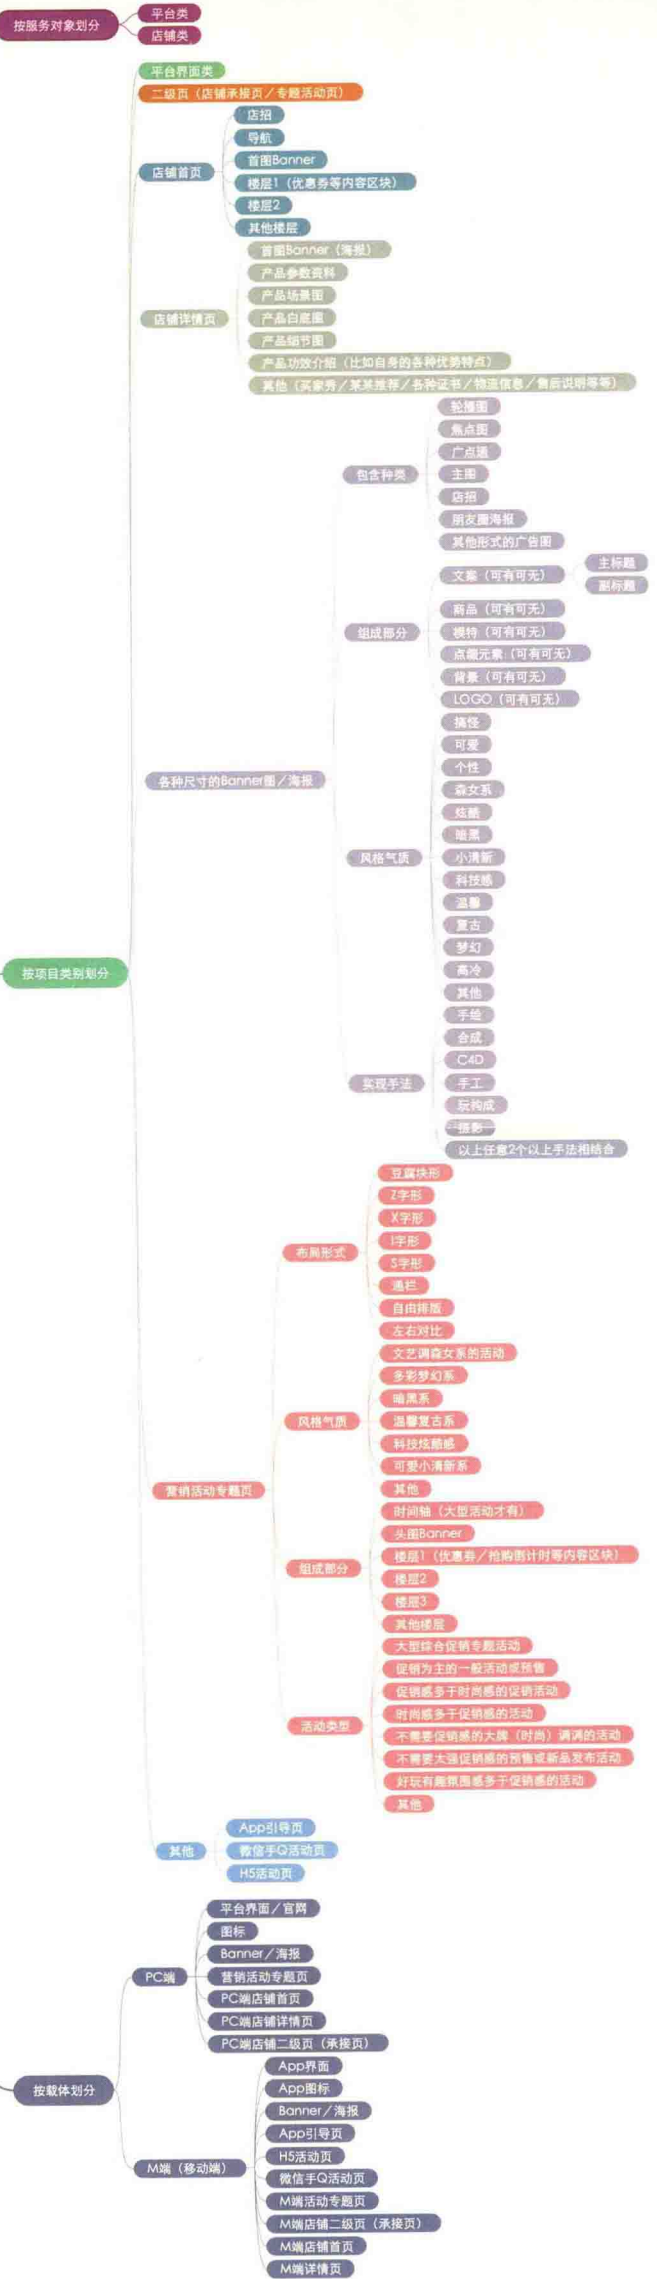 按服务对象划分
平台类
店铺类
按项目类别划分
平台界面类
二级页（店铺承接页／专题活动页）
店铺首页
店招
导航
首图Banner
楼层1（优惠券等内容区块）
楼层2
其他楼层
店铺详情页
首图Banner（海报）
产品参数资料
产品场景图
产品白底图
产品细节图
产品功效介绍（比如自身的各种优势特点）
其他（买家秀／某某推荐／各种证书／物流信息／售后说明等等）
各种尺寸的Banner图／海报
包含种类
轮播图
焦点图
广点通
主图
店招
朋友圈海报
其他形式的广告图
组成部分
文案（可有可无）
主标题
副标题
商品（可有可无）
模特（可有可无）
点缀元素（可有可无）
背景（可有可无）
LOGO（可有可无）
风格气质
搞怪
可爱
个性
森女系
炫酷
暗黑
小清新
科技感
温馨
复古
梦幻
高冷
其他
实现手法
手绘
合成
C4D
手工
玩构成
摄影
以上任意2个以上手法相结合
营销活动专题页
布局形式
豆腐块形
Z字形
X字形
I字形
S字形
通栏
自由排版
左右对比
风格气质
文艺调森女系的活动
多彩梦幻系
暗黑系
温馨复古系
科技炫酷感
可爱小清新系
其他
组成部分
时间轴（大型活动才有）
头图Banner
楼层1（优惠券／抢购倒计时等内容区块）
楼层2
楼层3
其他楼层
活动类型
大型综合促销专题活动
促销为主的一般活动或预售
促销感多于时尚感的促销活动
时尚感多于促销感的活动
不需要促销感的大牌（时尚）调调的活动
不需要太强促销感的预售或新品发布活动
好玩有趣氛围感多于促销感的活动
其他
其他
App引导页
微信手Q活动页
H5活动页
按载体划分
PC端
平台界面／官网
图标
Banner／海报
营销活动专题页
PC端店铺首页
PC端店铺详情页
PC端店铺二级页（承接页）
M端（移动端）
App界面
App图标
Banner／海报
App引导页
H5活动页
微信手Q活动页
M端活动专题页
M端店铺二级页（承接页）
M端店铺首页
M端详情页